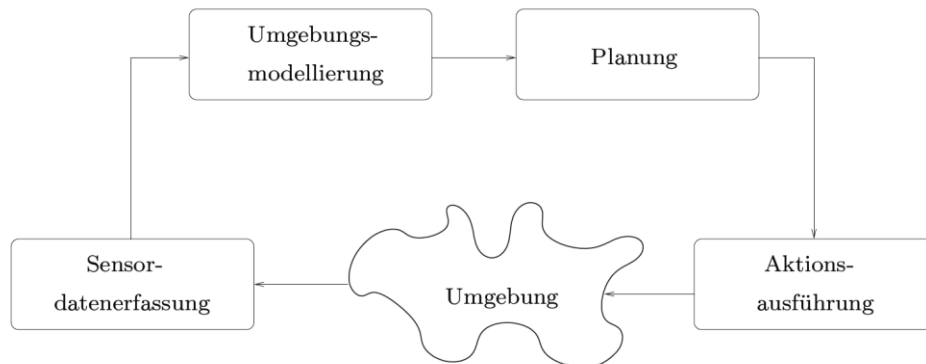 Umgebungs-
modellierung
Planung
Sensor-
datenerfassung
Umgebung
Aktions-
ausführung